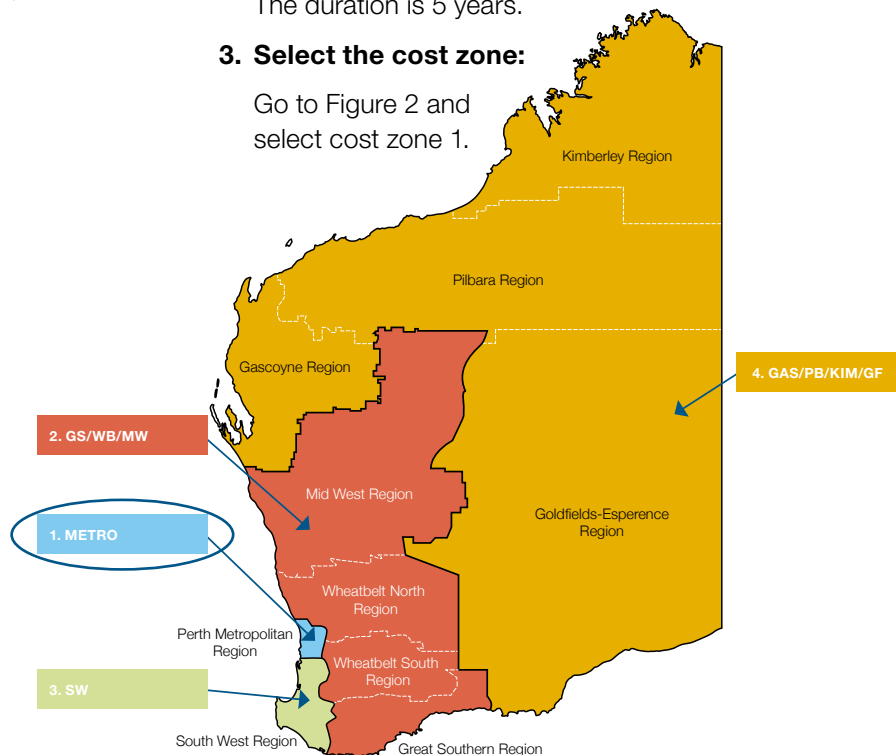 The duration is 5 years.
3. Select the cost zone:
Go to Figure 2 and
select cost zone 1.
Kimberley Region
Pilbara Region
Gascoyne Region
4. GAS/PB/KIM/GF
2. GS/WB/MW
Mid West Region
Goldfields-Esperence
Region
1. METRO
Wheatbelt North
Region
Perth Metropolitan
Region
Wheatbelt South
Region
3. SW
South West Region
Great Southern Region